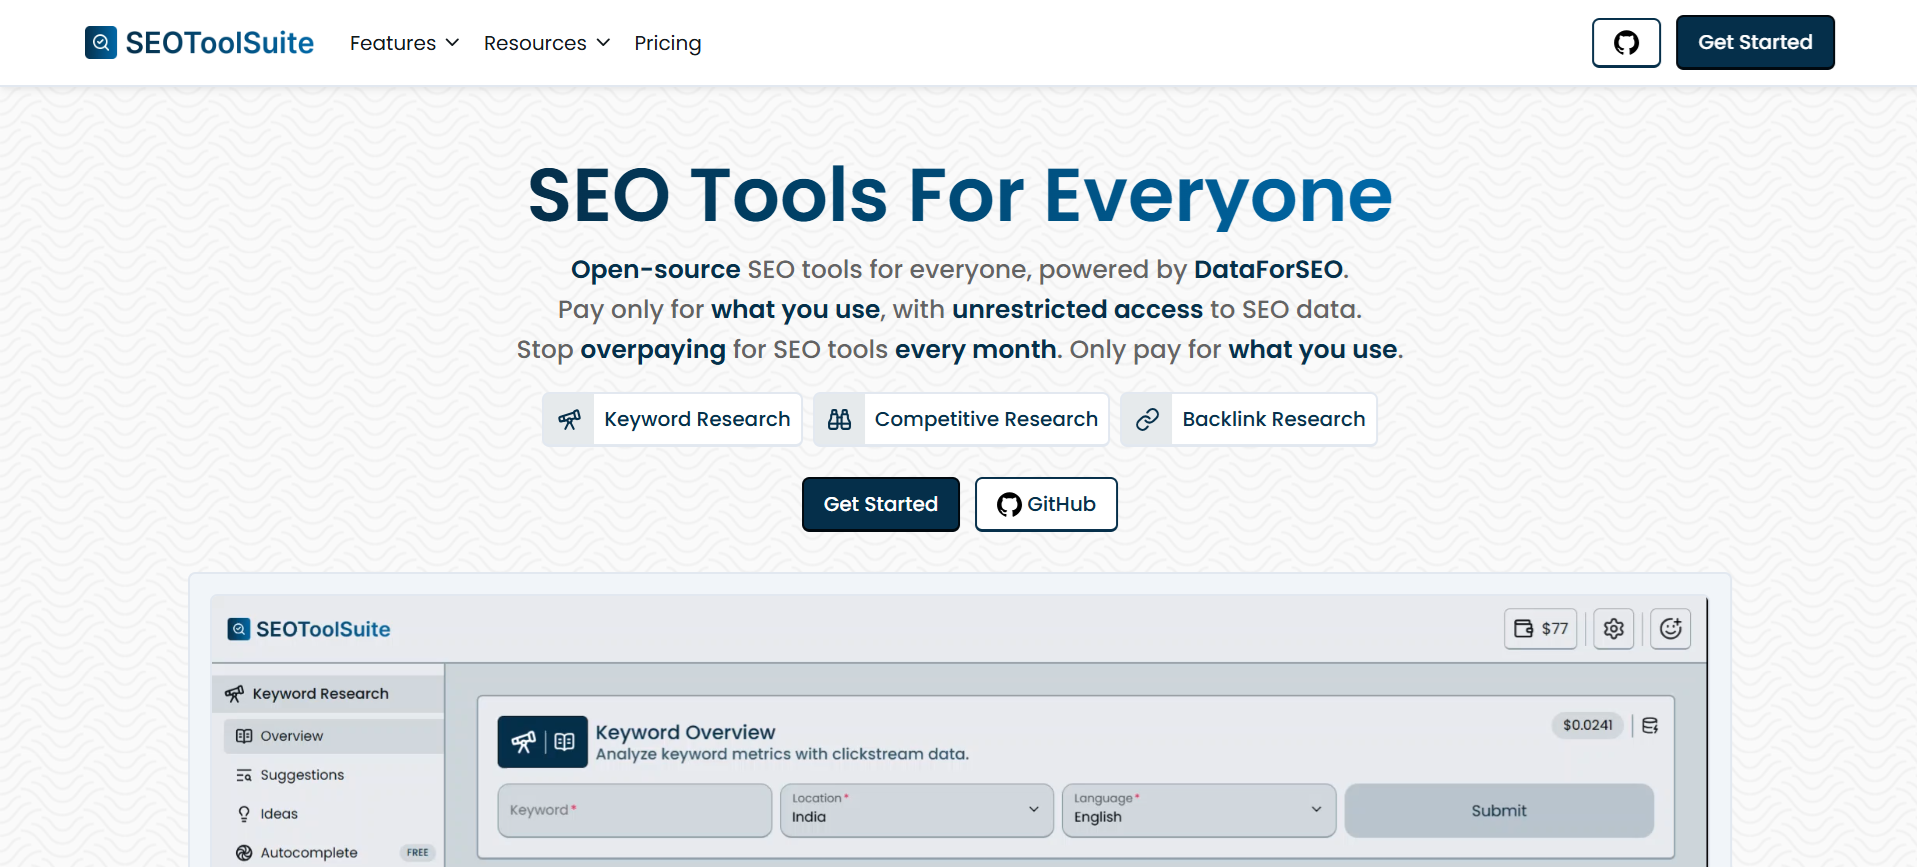 SEOToolSuite Features Resources Pricing Get Started
SEO Tools For Everyone
Open-source SEO tools for everyone, powered by DataForSEO.
Pay only for what you use, with unrestricted access to SEO data.
Stop overpaying for SEO tools every month. Only pay for what you use.
Keyword Research Competitive Research Backlink Research
Get Started GitHub
SEOToolSuite $77
Keyword Research
Overview
Suggestions
Ideas
Autocomplete FREE
Keyword Overview $0.0241
Analyze keyword metrics with clickstream data.
Keyword* Location* Language* Submit
India English